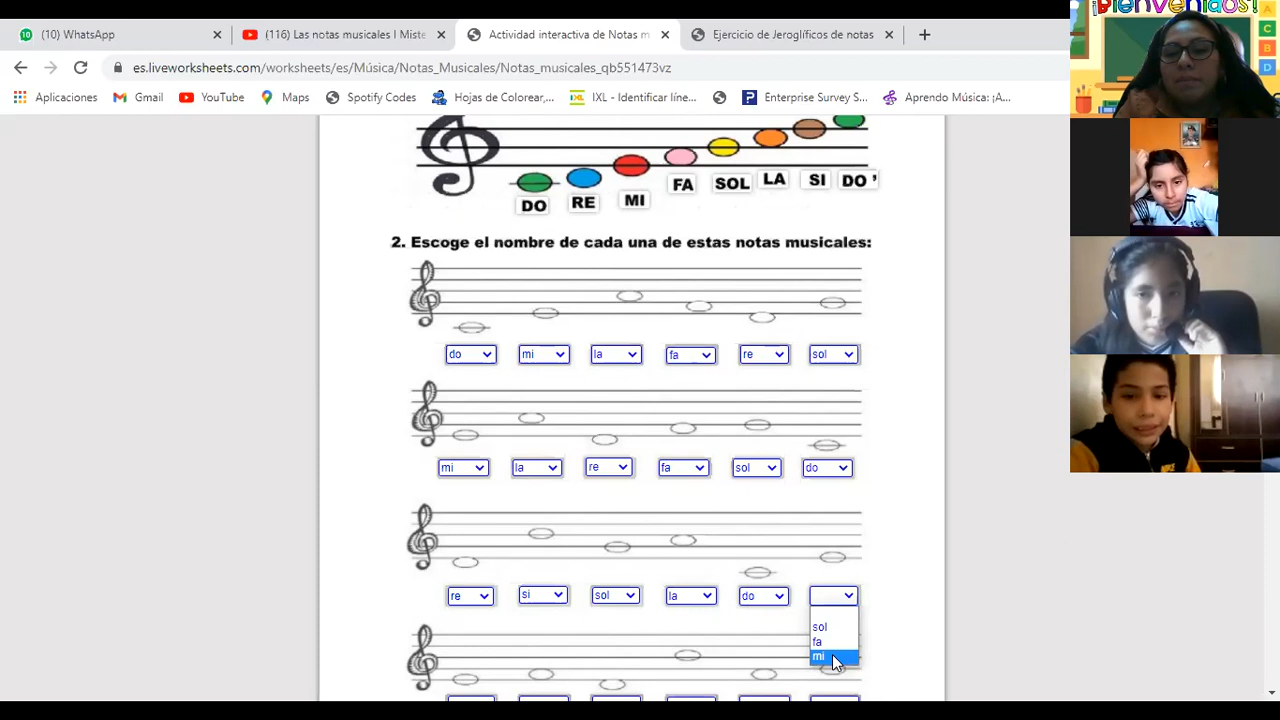 (10) WhatsApp
(116) Las notas musicales I Miste
Actividad interactiva de Notas m
Ejercicio de Jeroglíficos de notas
es.liveworksheets.com/worksheets/es/Música/Notas_Musicales/Notas_musicales_qb551473vz
Aplicaciones Gmail YouTube Maps Spotify Codes Hojas de Colorear,... IXL - Identificar líne... Enterprise Survey S... Aprendo Música: ¡A...
¡Bienvenidos!
A
C
B
D
DO RE MI FA SOL LA SI DO '
2. Escoge el nombre de cada una de estas notas musicales:
do mi la fa re sol
mi la re fa sol do
re si sol la do
sol
fa
mi